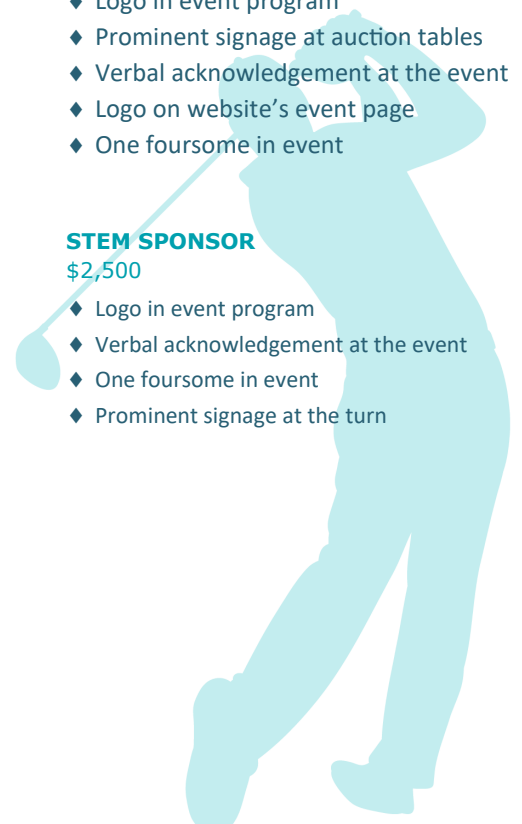 ♦ Logo in event program
♦ Prominent signage at auction tables
♦ Verbal acknowledgement at the event
♦ Logo on website’s event page
♦ One foursome in event
STEM SPONSOR
$2,500
♦ Logo in event program
♦ Verbal acknowledgement at the event
♦ One foursome in event
♦ Prominent signage at the turn